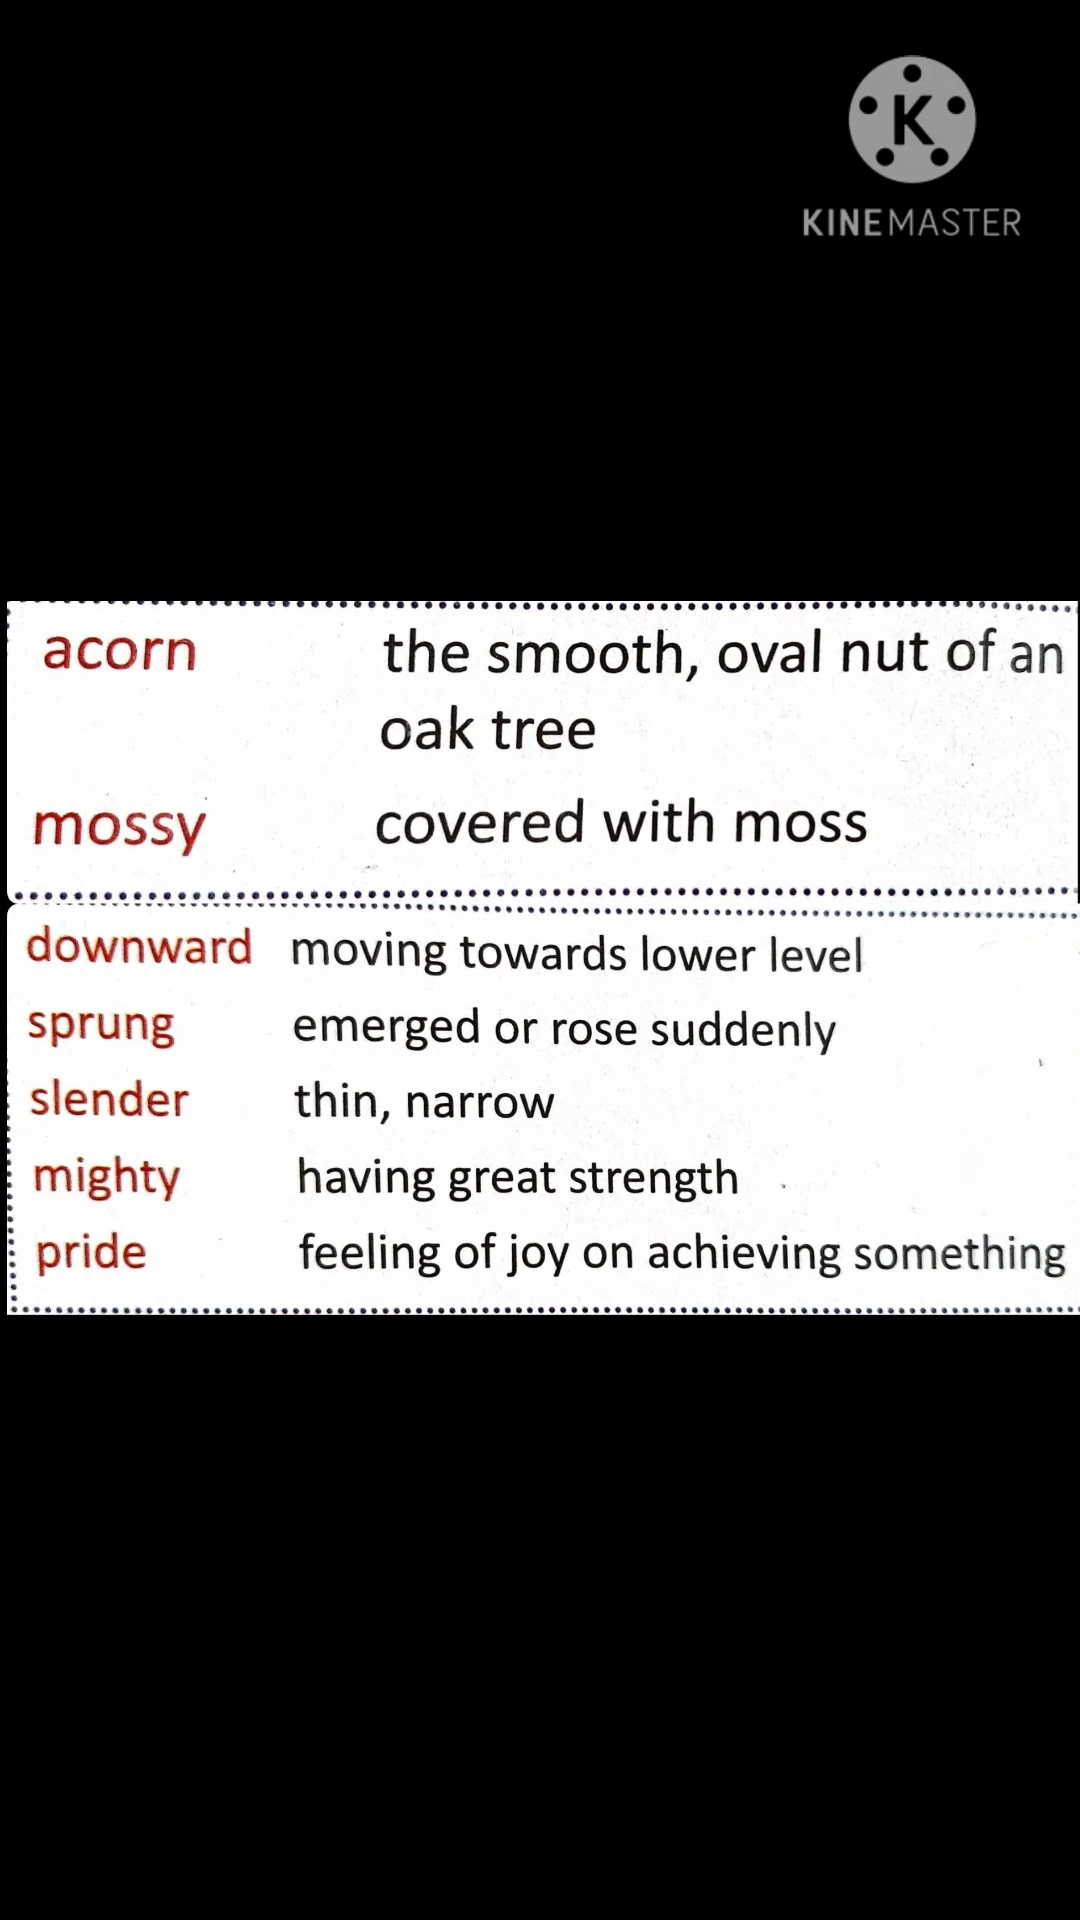 K
KINEMASTER
acorn the smooth, oval nut of an
oak tree
mossy covered with moss
downward moving towards lower level
sprung emerged or rose suddenly
slender thin, narrow
mighty having great strength
pride feeling of joy on achieving something